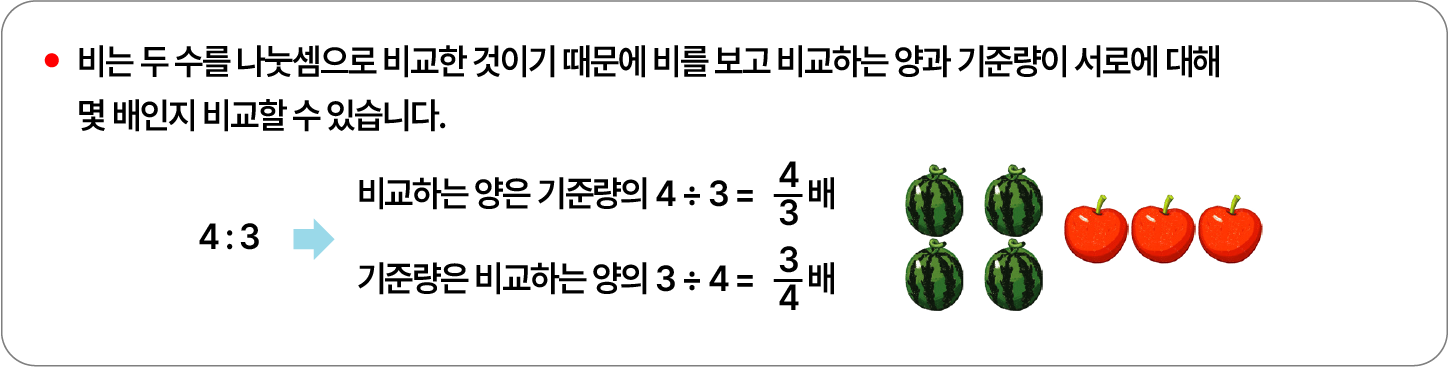 • 비는 두 수를 나눗셈으로 비교한 것이기 때문에 비를 보고 비교하는 양과 기준량이 서로에 대해
몇 배인지 비교할 수 있습니다.
비교하는 양은 기준량의 4 ÷ 3 = 4/3 배
4 : 3
기준량은 비교하는 양의 3 ÷ 4 = 3/4 배